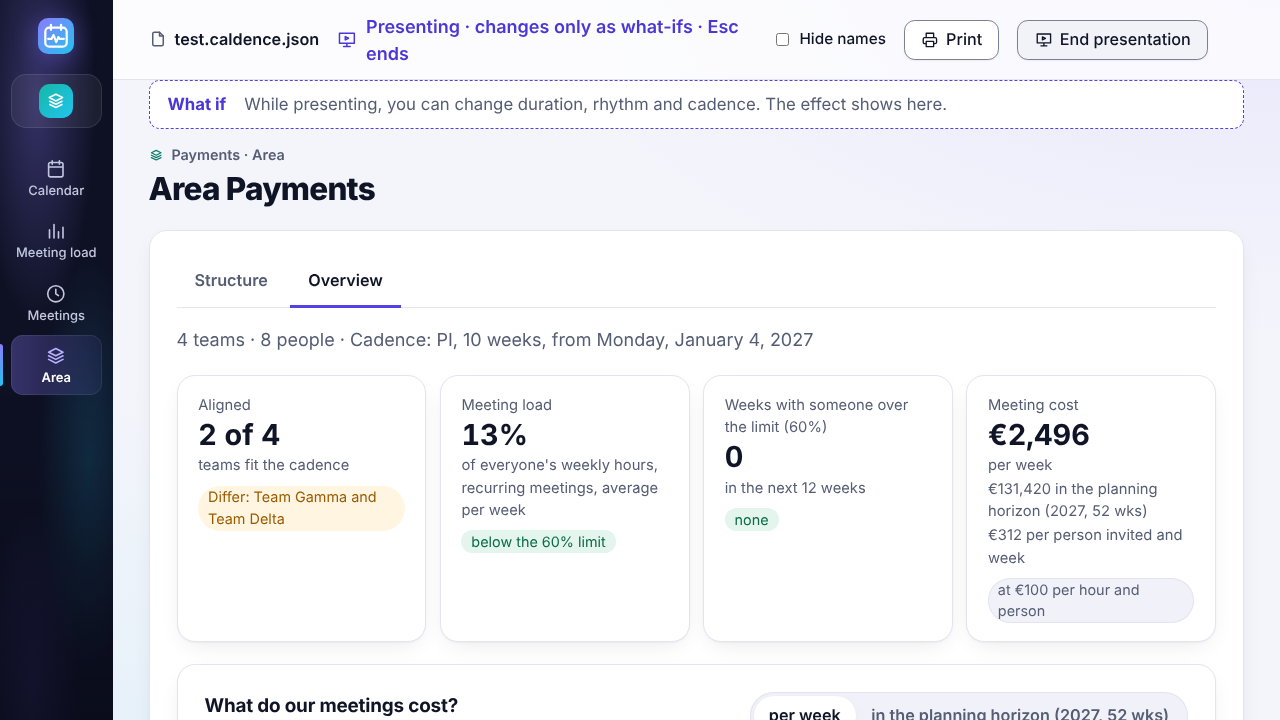 test.caldence.json
Presenting · changes only as what-ifs · Esc
ends
Hide names
Print
End presentation
What if While presenting, you can change duration, rhythm and cadence. The effect shows here.
Calendar
Meeting load
Meetings
Area
Payments · Area
Area Payments
Structure
Overview
4 teams · 8 people · Cadence: PI, 10 weeks, from Monday, January 4, 2027
Aligned
2 of 4
teams fit the cadence
Differ: Team Gamma and
Team Delta
Meeting load
13%
of everyone's weekly hours,
recurring meetings, average
per week
below the 60% limit
Weeks with someone over
the limit (60%)
0
in the next 12 weeks
none
Meeting cost
€2,496
per week
€131,420 in the planning
horizon (2027, 52 wks)
€312 per person invited and
week
at €100 per hour and
person
What do our meetings cost?
per week
in the planning horizon (2027, 52 wks)